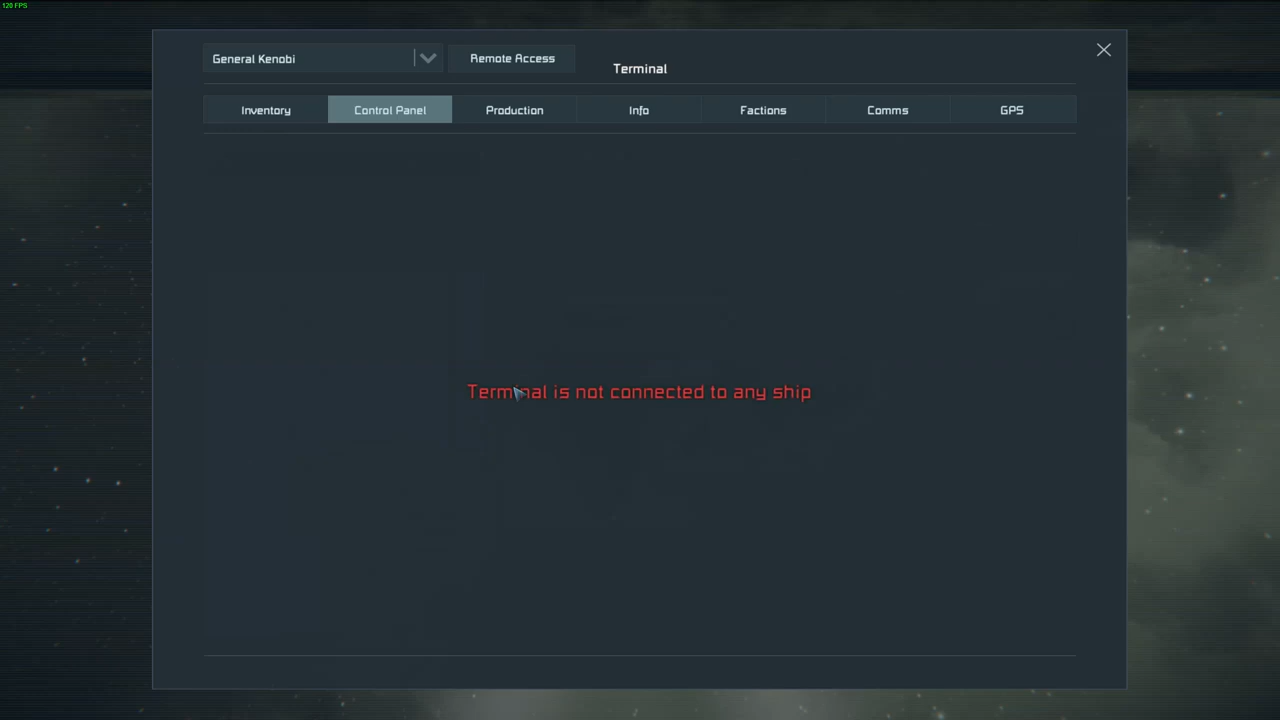 120 FPS
General Kenobi
Remote Access
Terminal
Inventory
Control Panel
Production
Info
Factions
Comms
GPS
Terminal is not connected to any ship